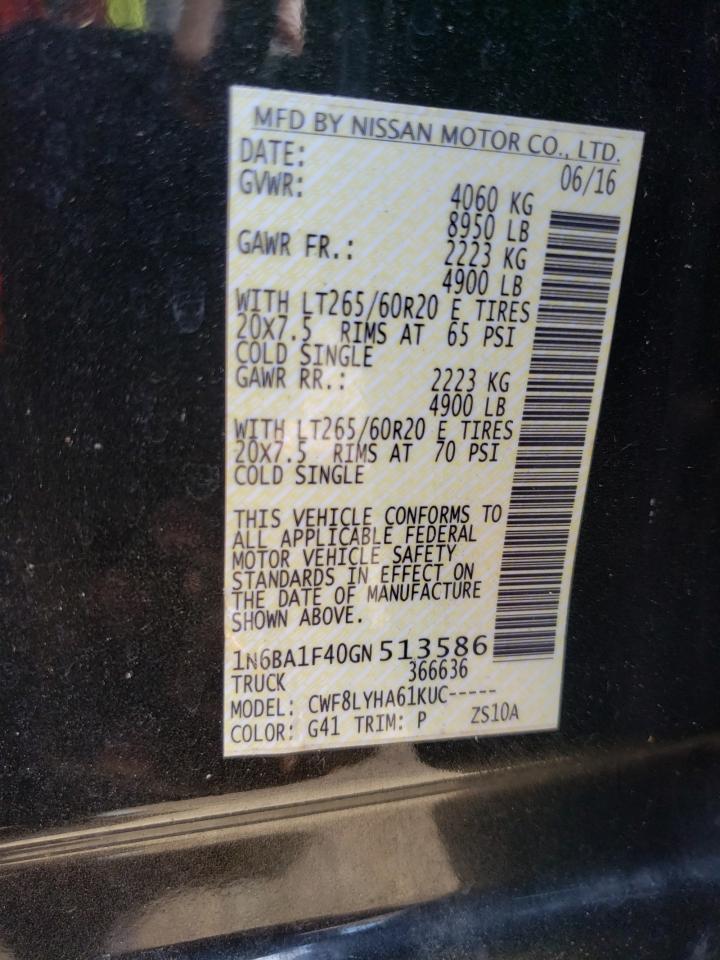 MFD BY NISSAN MOTOR CO., LTD.
DATE: 06/16
GVWR: 4060 KG
8950 LB
GAWR FR.: 2223 KG
4900 LB
WITH LT265/60R20 E TIRES
20X7.5 RIMS AT 65 PSI
COLD SINGLE
GAWR RR.: 2223 KG
4900 LB
WITH LT265/60R20 E TIRES
20X7.5 RIMS AT 70 PSI
COLD SINGLE
THIS VEHICLE CONFORMS TO
ALL APPLICABLE FEDERAL
MOTOR VEHICLE SAFETY
STANDARDS IN EFFECT ON
THE DATE OF MANUFACTURE
SHOWN ABOVE.
1N6BA1F40GN 513586
TRUCK 366636
MODEL: CWF8LYHA61KUC-----
COLOR: G41 TRIM: P ZS10A